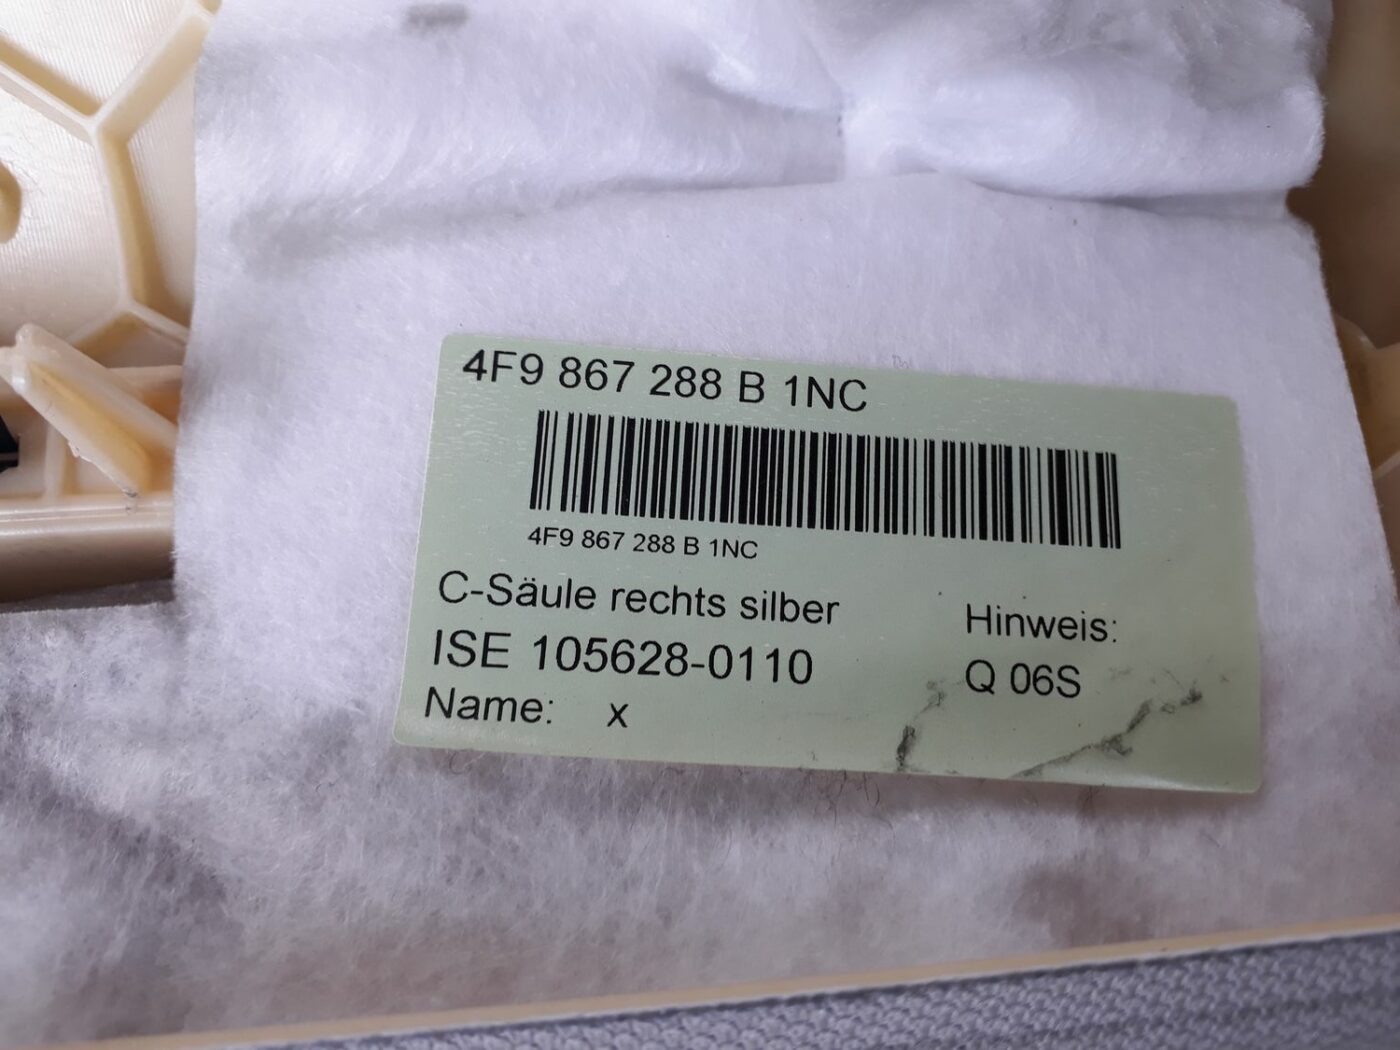 4F9 867 288 B 1NC
4F9 867 288 B 1NC
C-Säule rechts silber
ISE 105628-0110
Name: x
Hinweis:
Q 06S